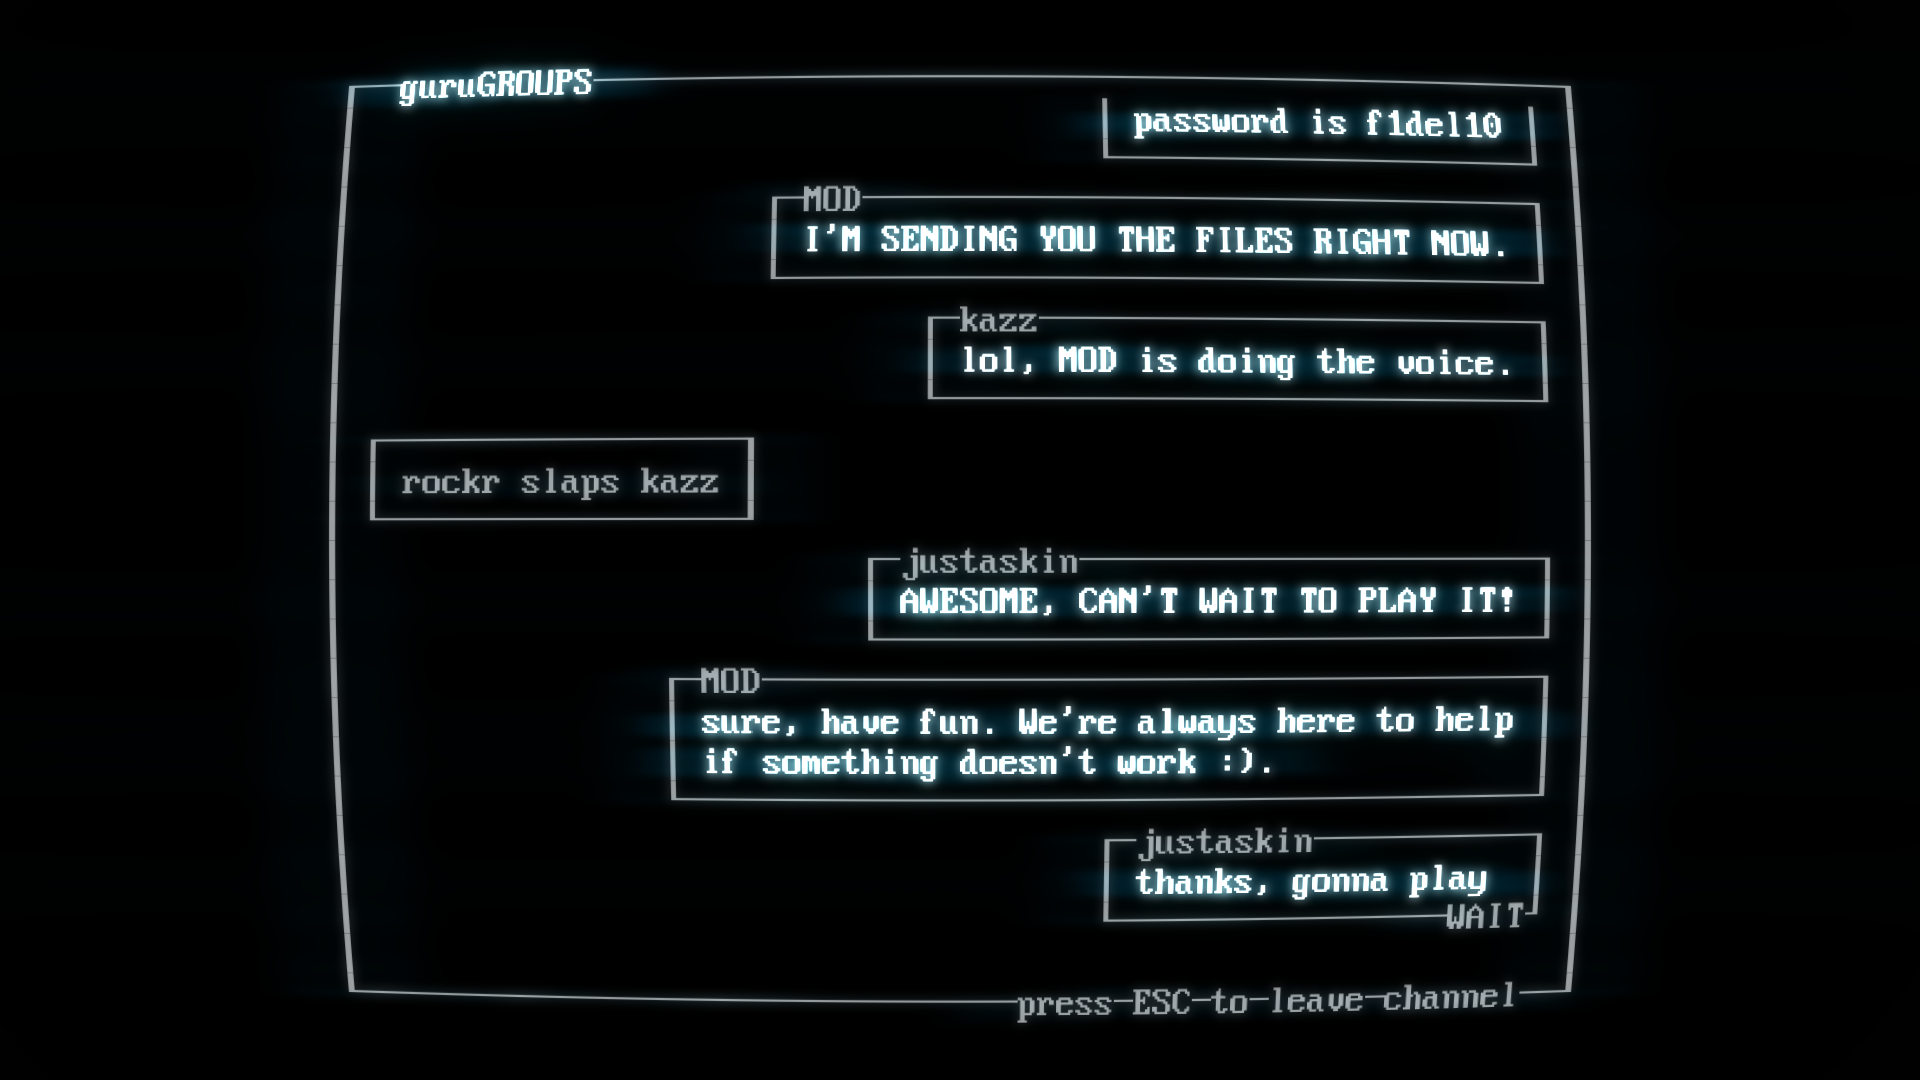 guruGROUPS
password is f1del10
MOD
I'M SENDING YOU THE FILES RIGHT NOW.
kazz
lol, MOD is doing the voice.
rockr slaps kazz
justaskin
AWESOME, CAN'T WAIT TO PLAY IT!
MOD
sure, have fun. We're always here to help
if something doesn't work :).
justaskin
thanks, gonna play
WAIT
press ESC to leave channel